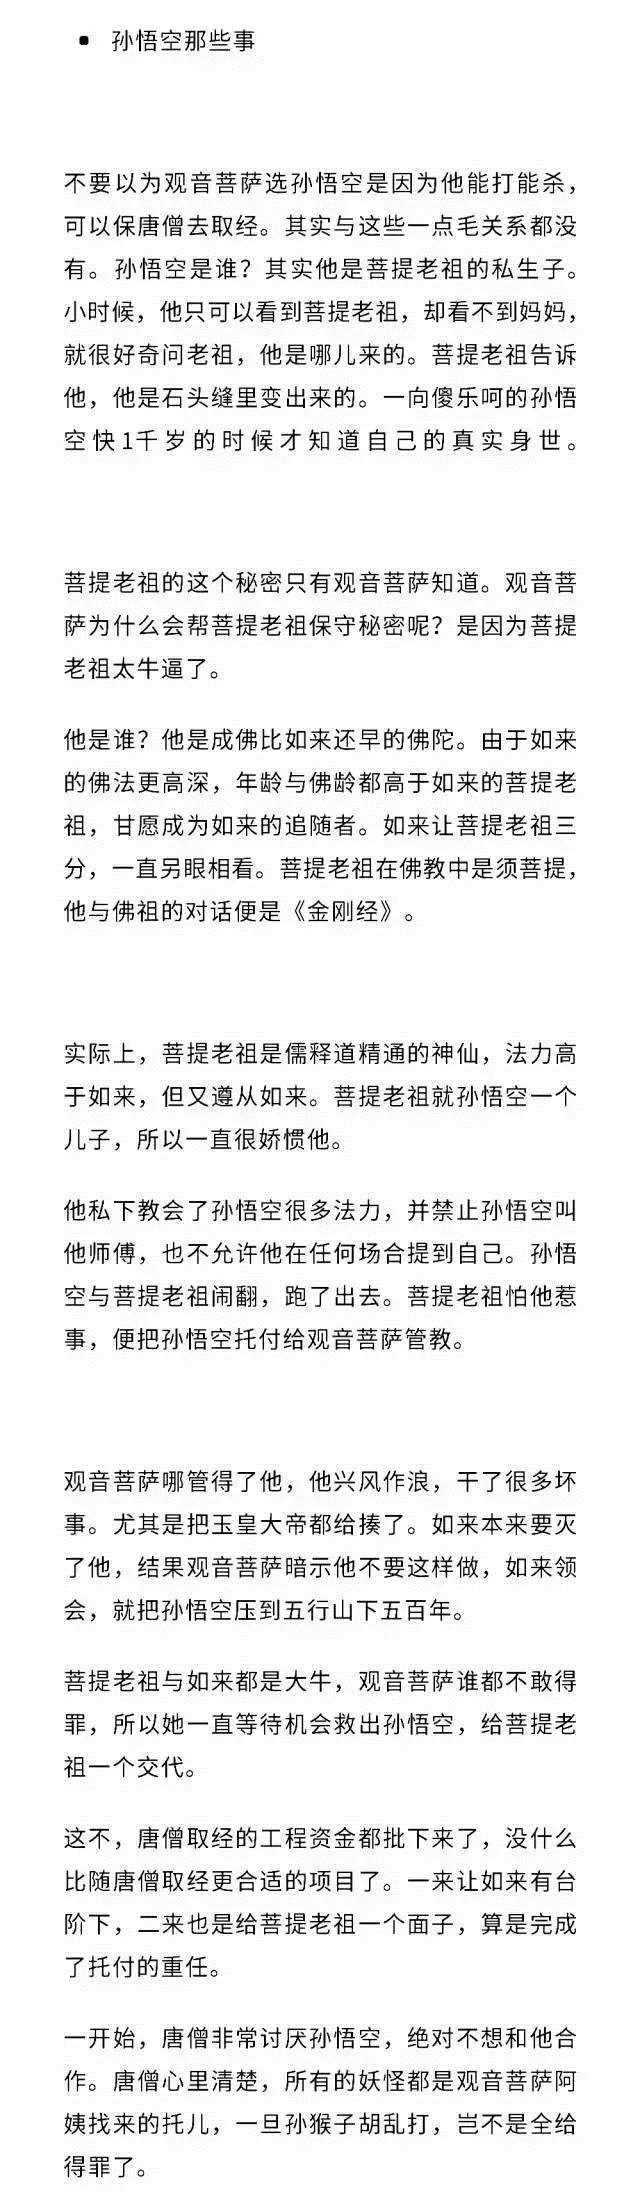 • 孙悟空那些事
不要以为观音菩萨选孙悟空是因为他能打能杀，
可以保唐僧去取经。其实与这些一点毛关系都没
有。孙悟空是谁？其实他是菩提老祖的私生子。
小时候，他只可以看到菩提老祖，却看不到妈妈，
就很好奇问老祖，他是哪儿来的。菩提老祖告诉
他，他是石头缝里变出来的。一向傻乐呵的孙悟
空快1千岁的时候才知道自己的真实身世。
菩提老祖的这个秘密只有观音菩萨知道。观音菩
萨为什么会帮菩提老祖保守秘密呢？是因为菩提
老祖太牛逼了。
他是谁？他是成佛比如来还早的佛陀。由于如来
的佛法更高深，年龄与佛龄都高于如来的菩提老
祖，甘愿成为如来的追随者。如来让菩提老祖三
分，一直另眼相看。菩提老祖在佛教中是须菩提，
他与佛祖的对话便是《金刚经》。
实际上，菩提老祖是儒释道精通的神仙，法力高
于如来，但又遵从如来。菩提老祖就孙悟空一个
儿子，所以一直很娇惯他。
他私下教会了孙悟空很多法力，并禁止孙悟空叫
他师傅，也不允许他在任何场合提到自己。孙悟
空与菩提老祖闹翻，跑了出去。菩提老祖怕他惹
事，便把孙悟空托付给观音菩萨管教。
观音菩萨哪管得了他，他兴风作浪，干了很多坏
事。尤其是把玉皇大帝都给揍了。如来本来要灭
了他，结果观音菩萨暗示他不要这样做，如来领
会，就把孙悟空压到五行山下五百年。
菩提老祖与如来都是大牛，观音菩萨谁都不敢得
罪，所以她一直等待机会救出孙悟空，给菩提老
祖一个交代。
这不，唐僧取经的工程资金都批下来了，没什么
比随唐僧取经更合适的项目了。一来让如来有台
阶下，二来也是给菩提老祖一个面子，算是完成
了托付的重任。
一开始，唐僧非常讨厌孙悟空，绝对不想和他合
作。唐僧心里清楚，所有的妖怪都是观音菩萨阿
姨找来的托儿，一旦孙猴子胡乱打，岂不是全给
得罪了。